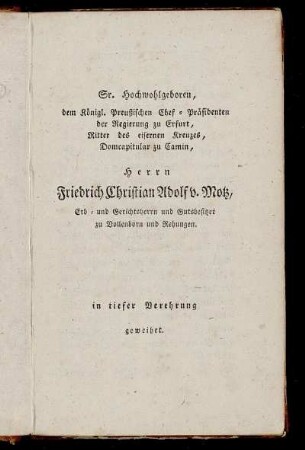 Sr. Hochwohlgeboren,
dem Königl. Preußischen Chef-Präsidenten
der Regierung zu Erfurt,
Ritter des eisernen Kreuzes,
Domcapitular zu Camin,
Herrn
Friedrich Christian Adolf v. Motz,
Erb- und Gerichtsherrn und Gutsbesitzer
zu Vollenborn und Rehungen.
in tiefer Verehrung
geweihet.